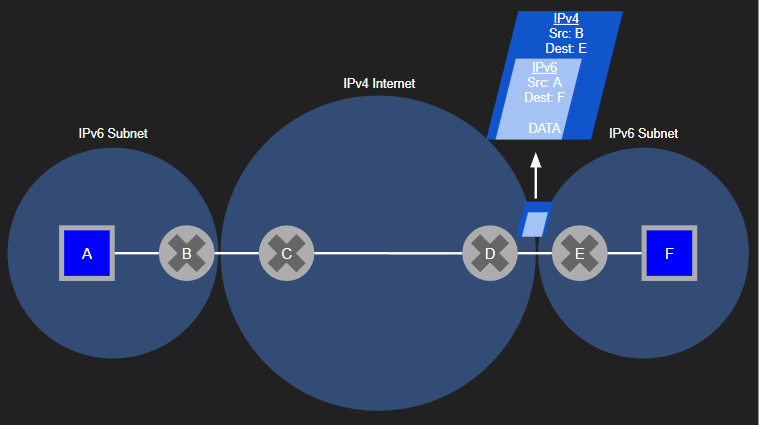 IPv4
Src: B
Dest: E
IPv6
Src: A
Dest: F
DATA
IPv4 Internet
IPv6 Subnet
IPv6 Subnet
A
B
C
D
E
F